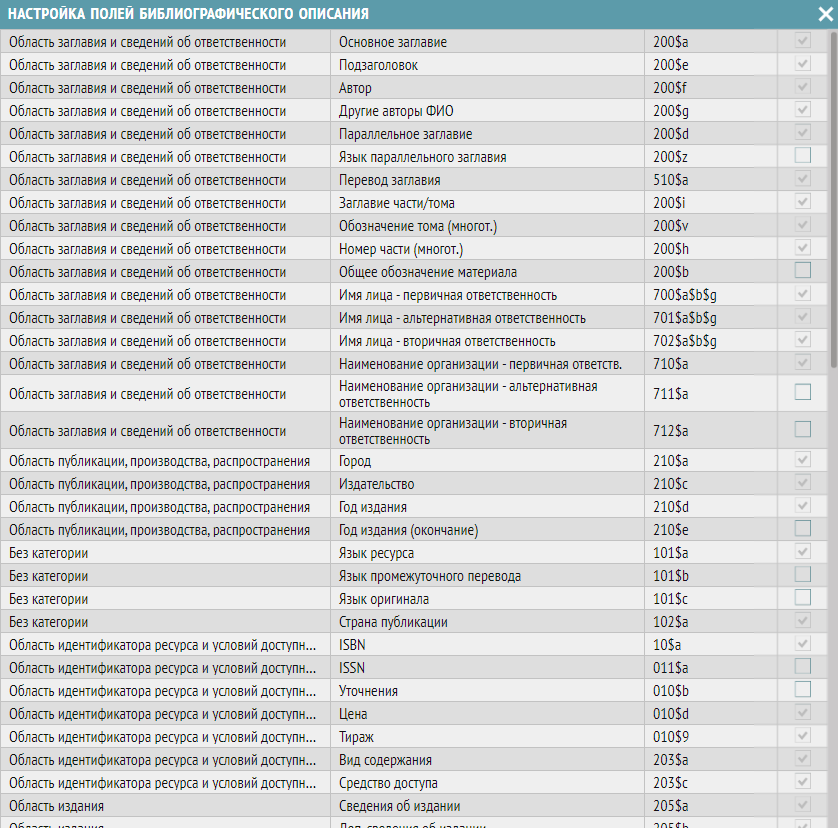 НАСТРОЙКА ПОЛЕЙ БИБЛИОГРАФИЧЕСКОГО ОПИСАНИЯ
Область заглавия и сведений об ответственности Основное заглавие 200$a
Область заглавия и сведений об ответственности Подзаголовок 200$e
Область заглавия и сведений об ответственности Автор 200$f
Область заглавия и сведений об ответственности Другие авторы ФИО 200$g
Область заглавия и сведений об ответственности Параллельное заглавие 200$d
Область заглавия и сведений об ответственности Язык параллельного заглавия 200$z
Область заглавия и сведений об ответственности Перевод заглавия 510$a
Область заглавия и сведений об ответственности Заглавие части/тома 200$i
Область заглавия и сведений об ответственности Обозначение тома (многот.) 200$v
Область заглавия и сведений об ответственности Номер части (многот.) 200$h
Область заглавия и сведений об ответственности Общее обозначение материала 200$b
Область заглавия и сведений об ответственности Имя лица - первичная ответственность 700$a$b$g
Область заглавия и сведений об ответственности Имя лица - альтернативная ответственность 701$a$b$g
Область заглавия и сведений об ответственности Имя лица - вторичная ответственность 702$a$b$g
Область заглавия и сведений об ответственности Наименование организации - первичная ответств. 710$a
Область заглавия и сведений об ответственности Наименование организации - альтернативная
ответственность 711$a
Область заглавия и сведений об ответственности Наименование организации - вторичная
ответственность 712$a
Область публикации, производства, распространения Город 210$a
Область публикации, производства, распространения Издательство 210$c
Область публикации, производства, распространения Год издания 210$d
Область публикации, производства, распространения Год издания (окончание) 210$e
Без категории Язык ресурса 101$a
Без категории Язык промежуточного перевода 101$b
Без категории Язык оригинала 101$c
Без категории Страна публикации 102$a
Область идентификатора ресурса и условий доступн... ISBN 10$a
Область идентификатора ресурса и условий доступн... ISSN 011$a
Область идентификатора ресурса и условий доступн... Уточнения 010$b
Область идентификатора ресурса и условий доступн... Цена 010$d
Область идентификатора ресурса и условий доступн... Тираж 010$9
Область идентификатора ресурса и условий доступн... Вид содержания 203$a
Область идентификатора ресурса и условий доступн... Средство доступа 203$c
Область издания Сведения об издании 205$a
Область издания Доп. сведения об издании 205$b